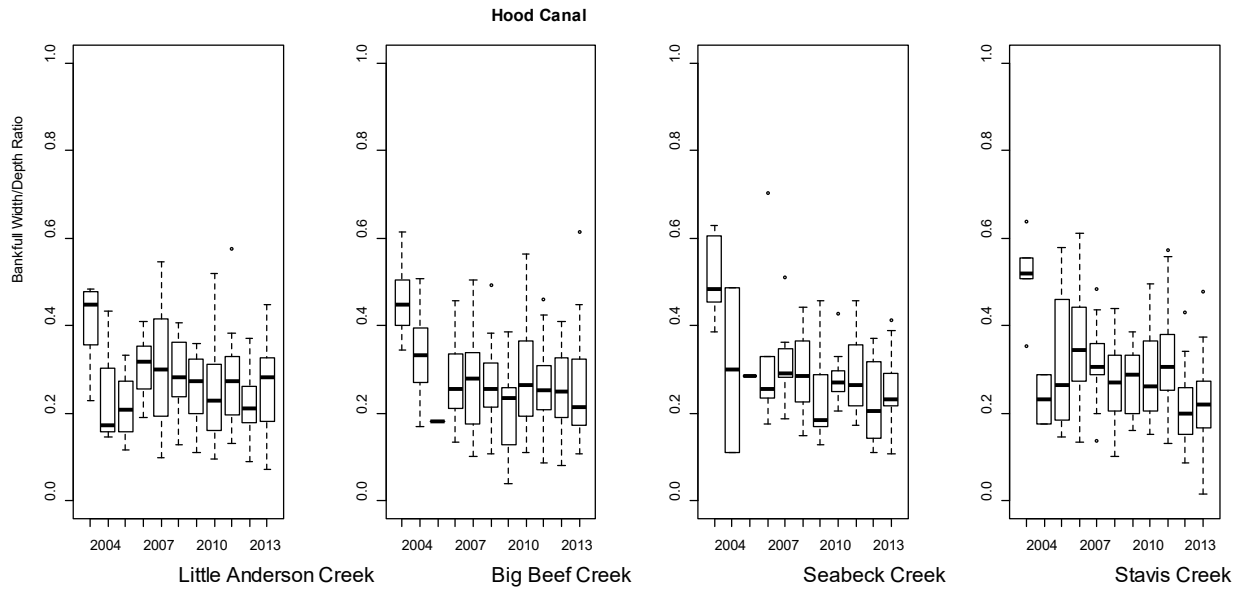 Hood Canal
Bankfull Width/Depth Ratio
1.0
0.8
0.6
0.4
0.2
0.0
2004 2007 2010 2013
Little Anderson Creek
1.0
0.8
0.6
0.4
0.2
0.0
2004 2007 2010 2013
Big Beef Creek
1.0
0.8
0.6
0.4
0.2
0.0
2004 2007 2010 2013
Seabeck Creek
1.0
0.8
0.6
0.4
0.2
0.0
2004 2007 2010 2013
Stavis Creek